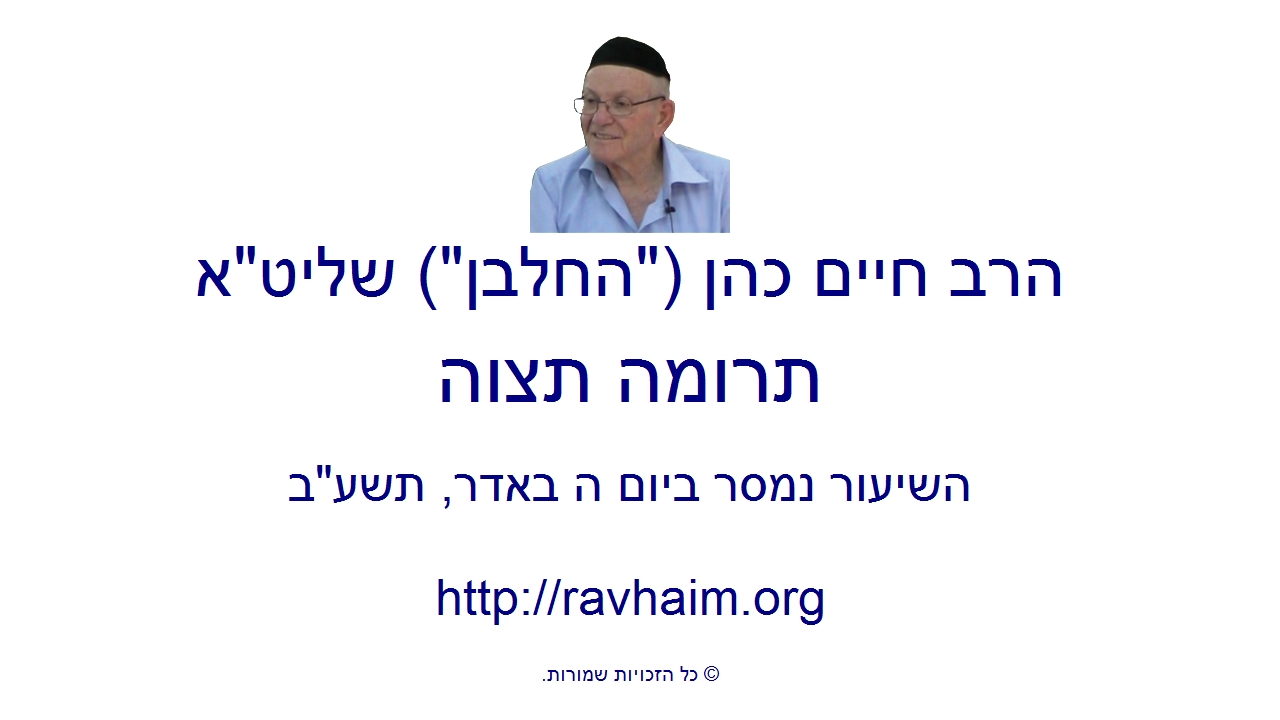 הרב חיים כהן ("החלבן") שליט"א
תרומה תצוה
השיעור נמסר ביום ה באדר, תשע"ב
http://ravhaim.org
© כל הזכויות שמורות.